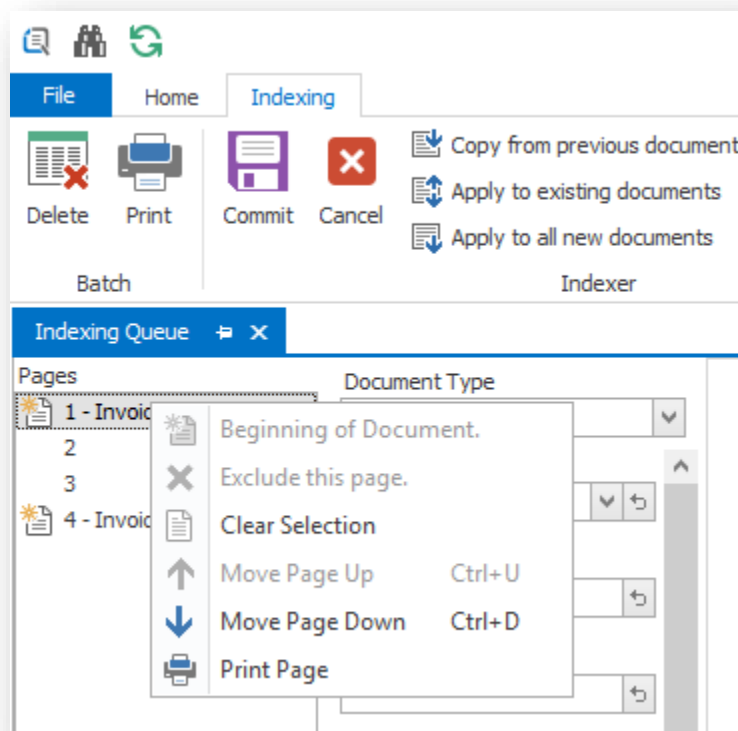 File Home Indexing
Copy from previous document
Apply to existing documents
Delete Print Commit Cancel
Apply to all new documents
Batch Indexer
Indexing Queue
Pages
Document Type
1 - Invoic
2
3
4 - Invoic
Beginning of Document.
Exclude this page.
Clear Selection
Move Page Up Ctrl+U
Move Page Down Ctrl+D
Print Page